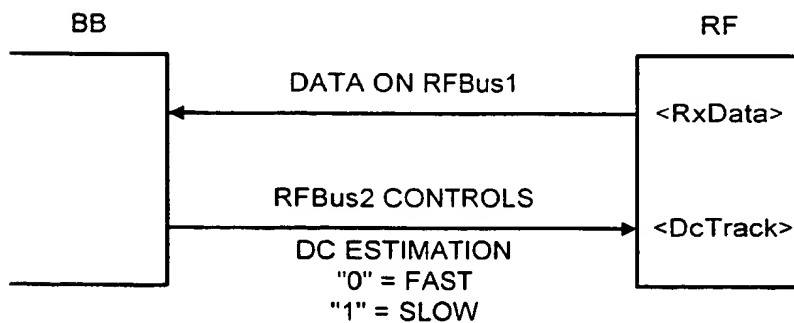 BB
RF
DATA ON RFBus1
<RxData>
RFBus2 CONTROLS
<DcTrack>
DC ESTIMATION
"0" = FAST
"1" = SLOW